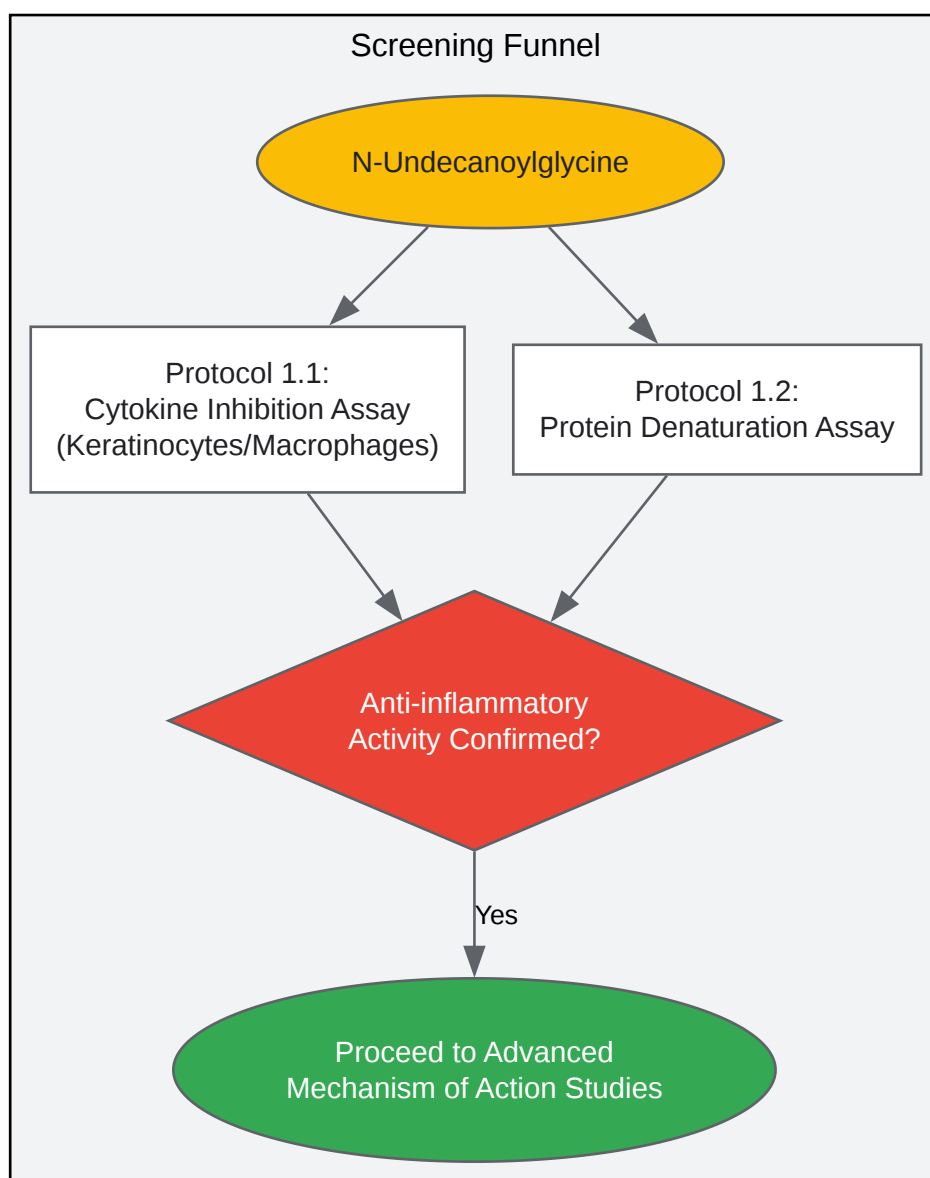 Screening Funnel
N-Undecanoylglycine
Protocol 1.1:
Cytokine Inhibition Assay
(Keratinocytes/Macrophages)
Protocol 1.2:
Protein Denaturation Assay
Anti-inflammatory
Activity Confirmed?
Yes
Proceed to Advanced
Mechanism of Action Studies